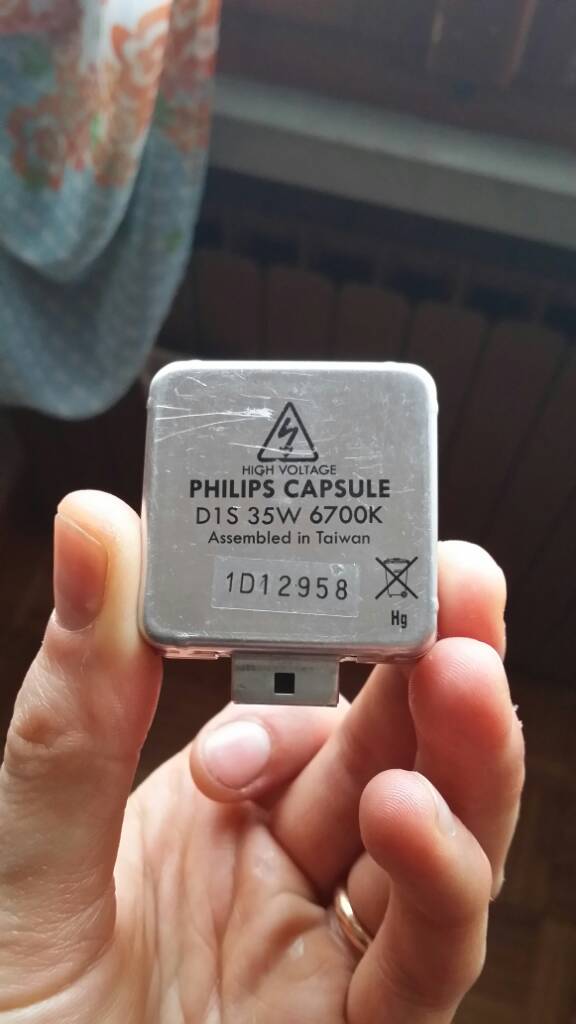 HIGH VOLTAGE
PHILIPS CAPSULE
D1S 35W 6700K
Assembled in Taiwan
1D12958
Hg